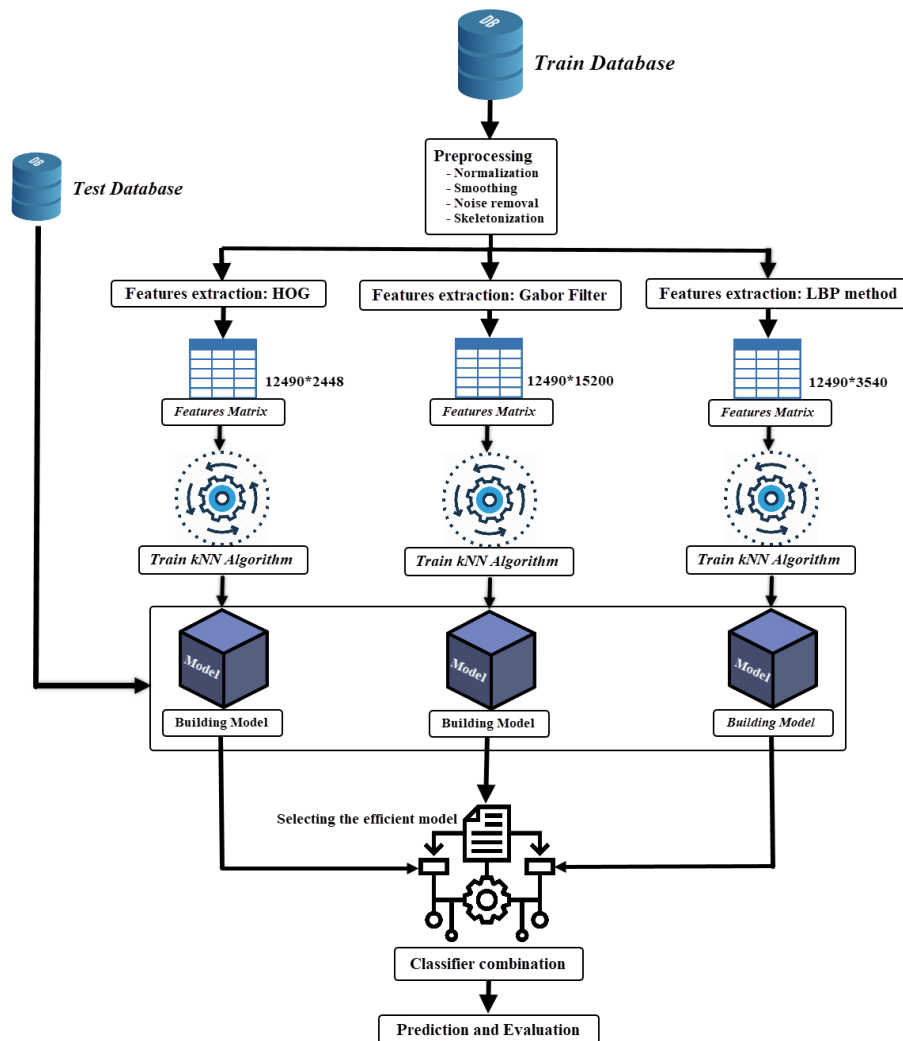 DB
Train Database
DB
Test Database
Preprocessing
- Normalization
- Smoothing
- Noise removal
- Skeletonization
Features extraction: HOG
Features extraction: Gabor Filter
Features extraction: LBP method
12490*2448
12490*15200
12490*3540
Features Matrix
Features Matrix
Features Matrix
Train kNN Algorithm
Train kNN Algorithm
Train kNN Algorithm
Model
Model
Model
Building Model
Building Model
Building Model
Selecting the efficient model
Classifier combination
Prediction and Evaluation